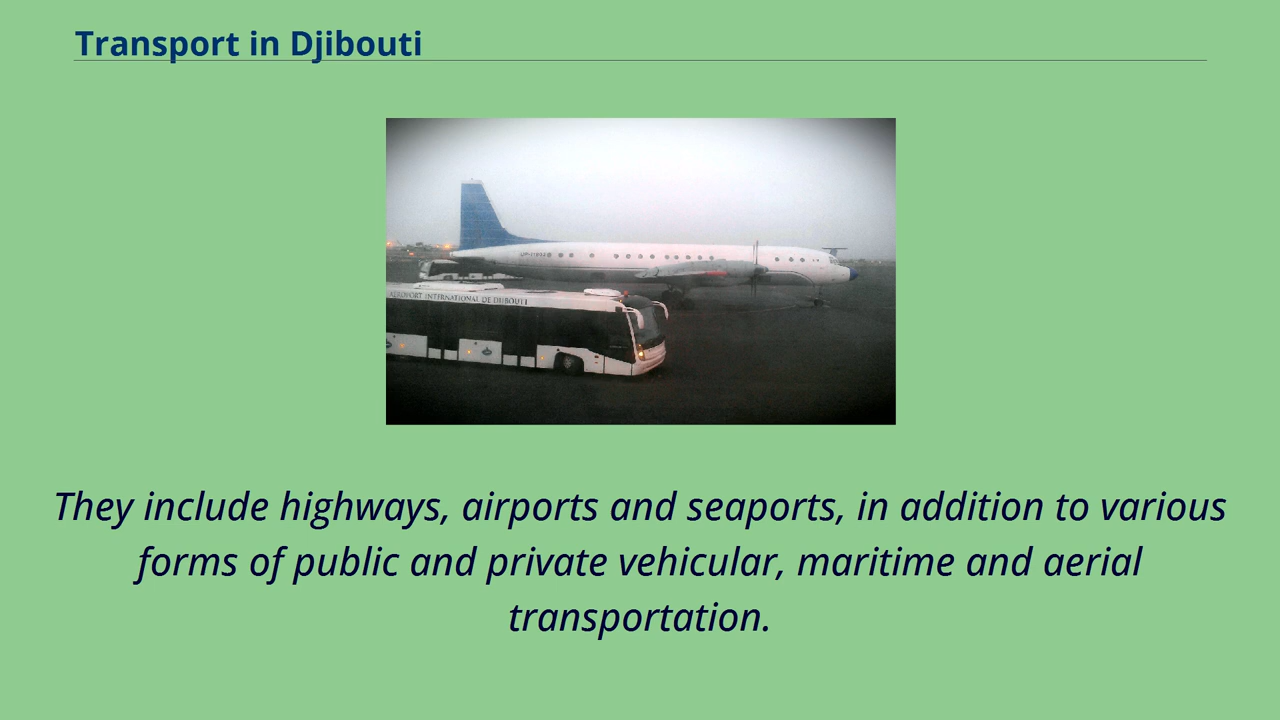 Transport in Djibouti
AEROPORT INTERNATIONAL DE DJIBOUTI
They include highways, airports and seaports, in addition to various
forms of public and private vehicular, maritime and aerial
transportation.